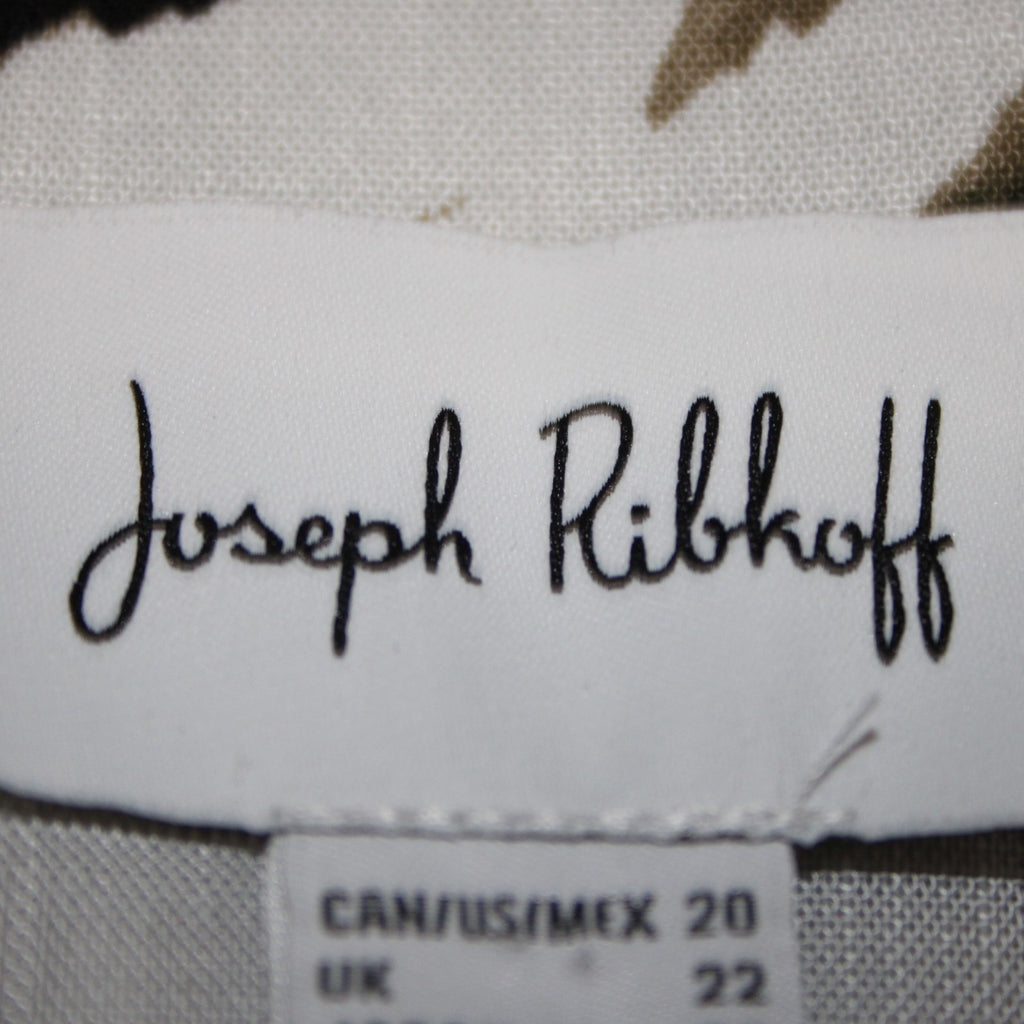 Joseph Ribkoff
CAN/US/MEX 20
UK 22